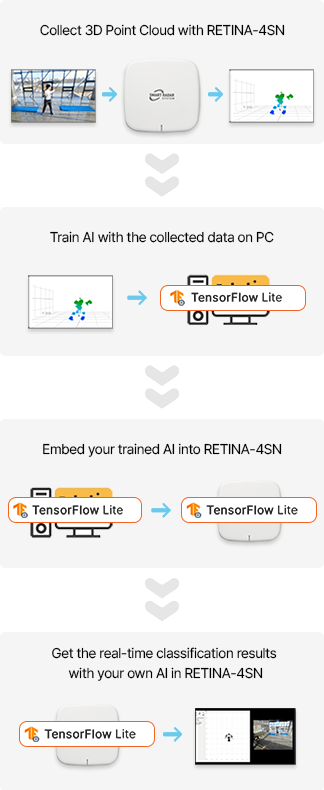 Collect 3D Point Cloud with RETINA-4SN
SMART RADAR
SYSTEM
Train AI with the collected data on PC
TensorFlow Lite
Embed your trained AI into RETINA-4SN
TensorFlow Lite
TensorFlow Lite
Get the real-time classification results
with your own AI in RETINA-4SN
TensorFlow Lite